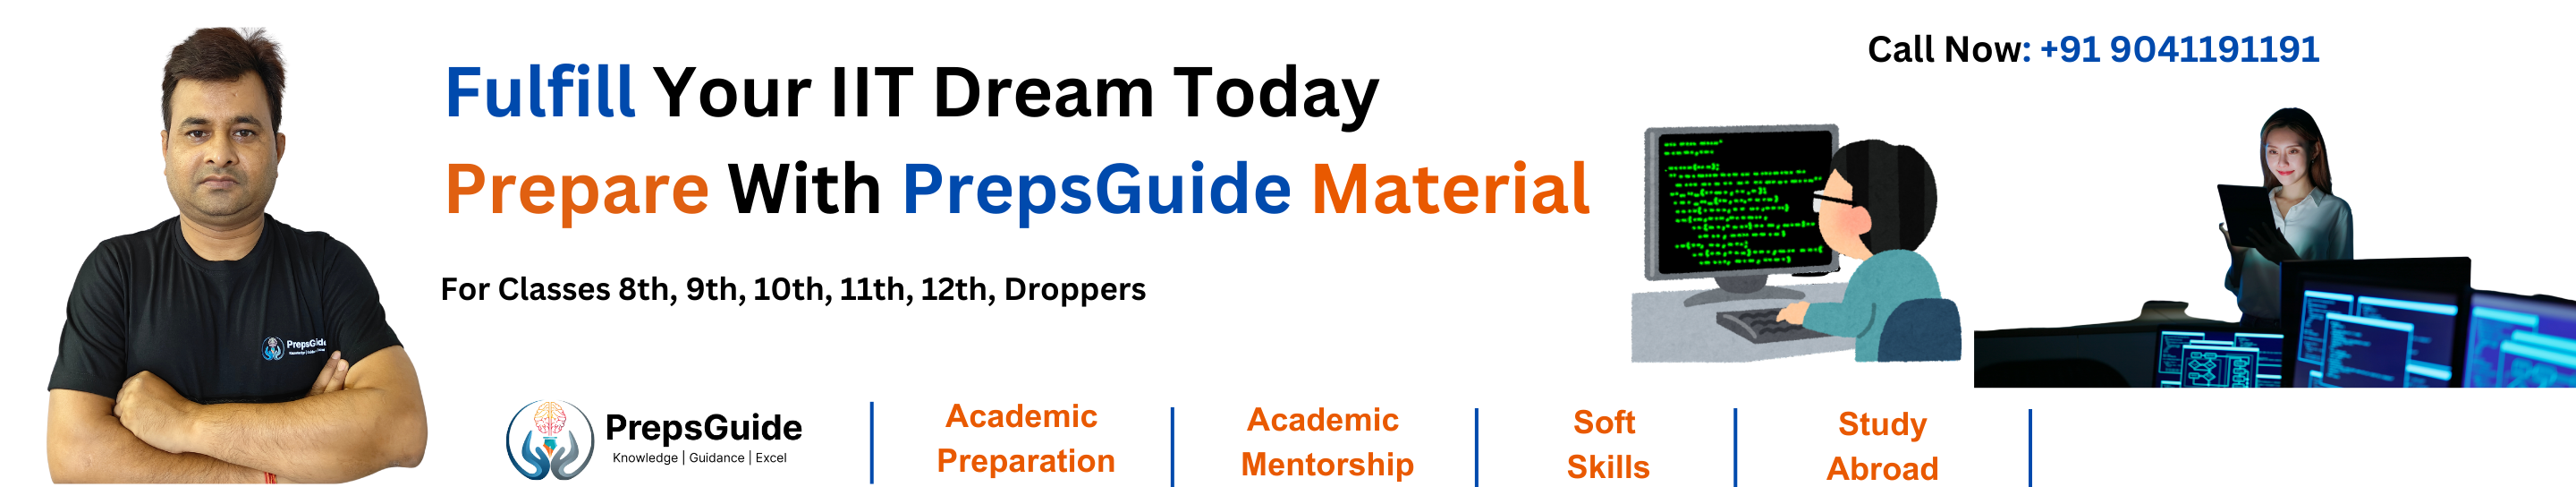 Call Now: +91 9041191191
Fulfill Your IIT Dream Today
Prepare With PrepsGuide Material
For Classes 8th, 9th, 10th, 11th, 12th, Droppers
PrepsGuide
PrepsGuide
Knowledge | Guidance | Excel
Academic
Preparation
Academic
Mentorship
Soft
Skills
Study
Abroad